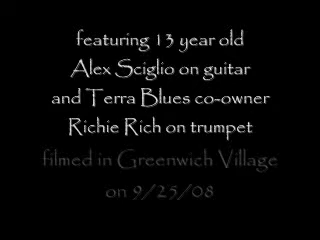 featuring 13 year old
Alex Sciglio on guitar
and Terra Blues co-owner
Richie Rich on trumpet
filmed in Greenwich Village
on 9/25/08